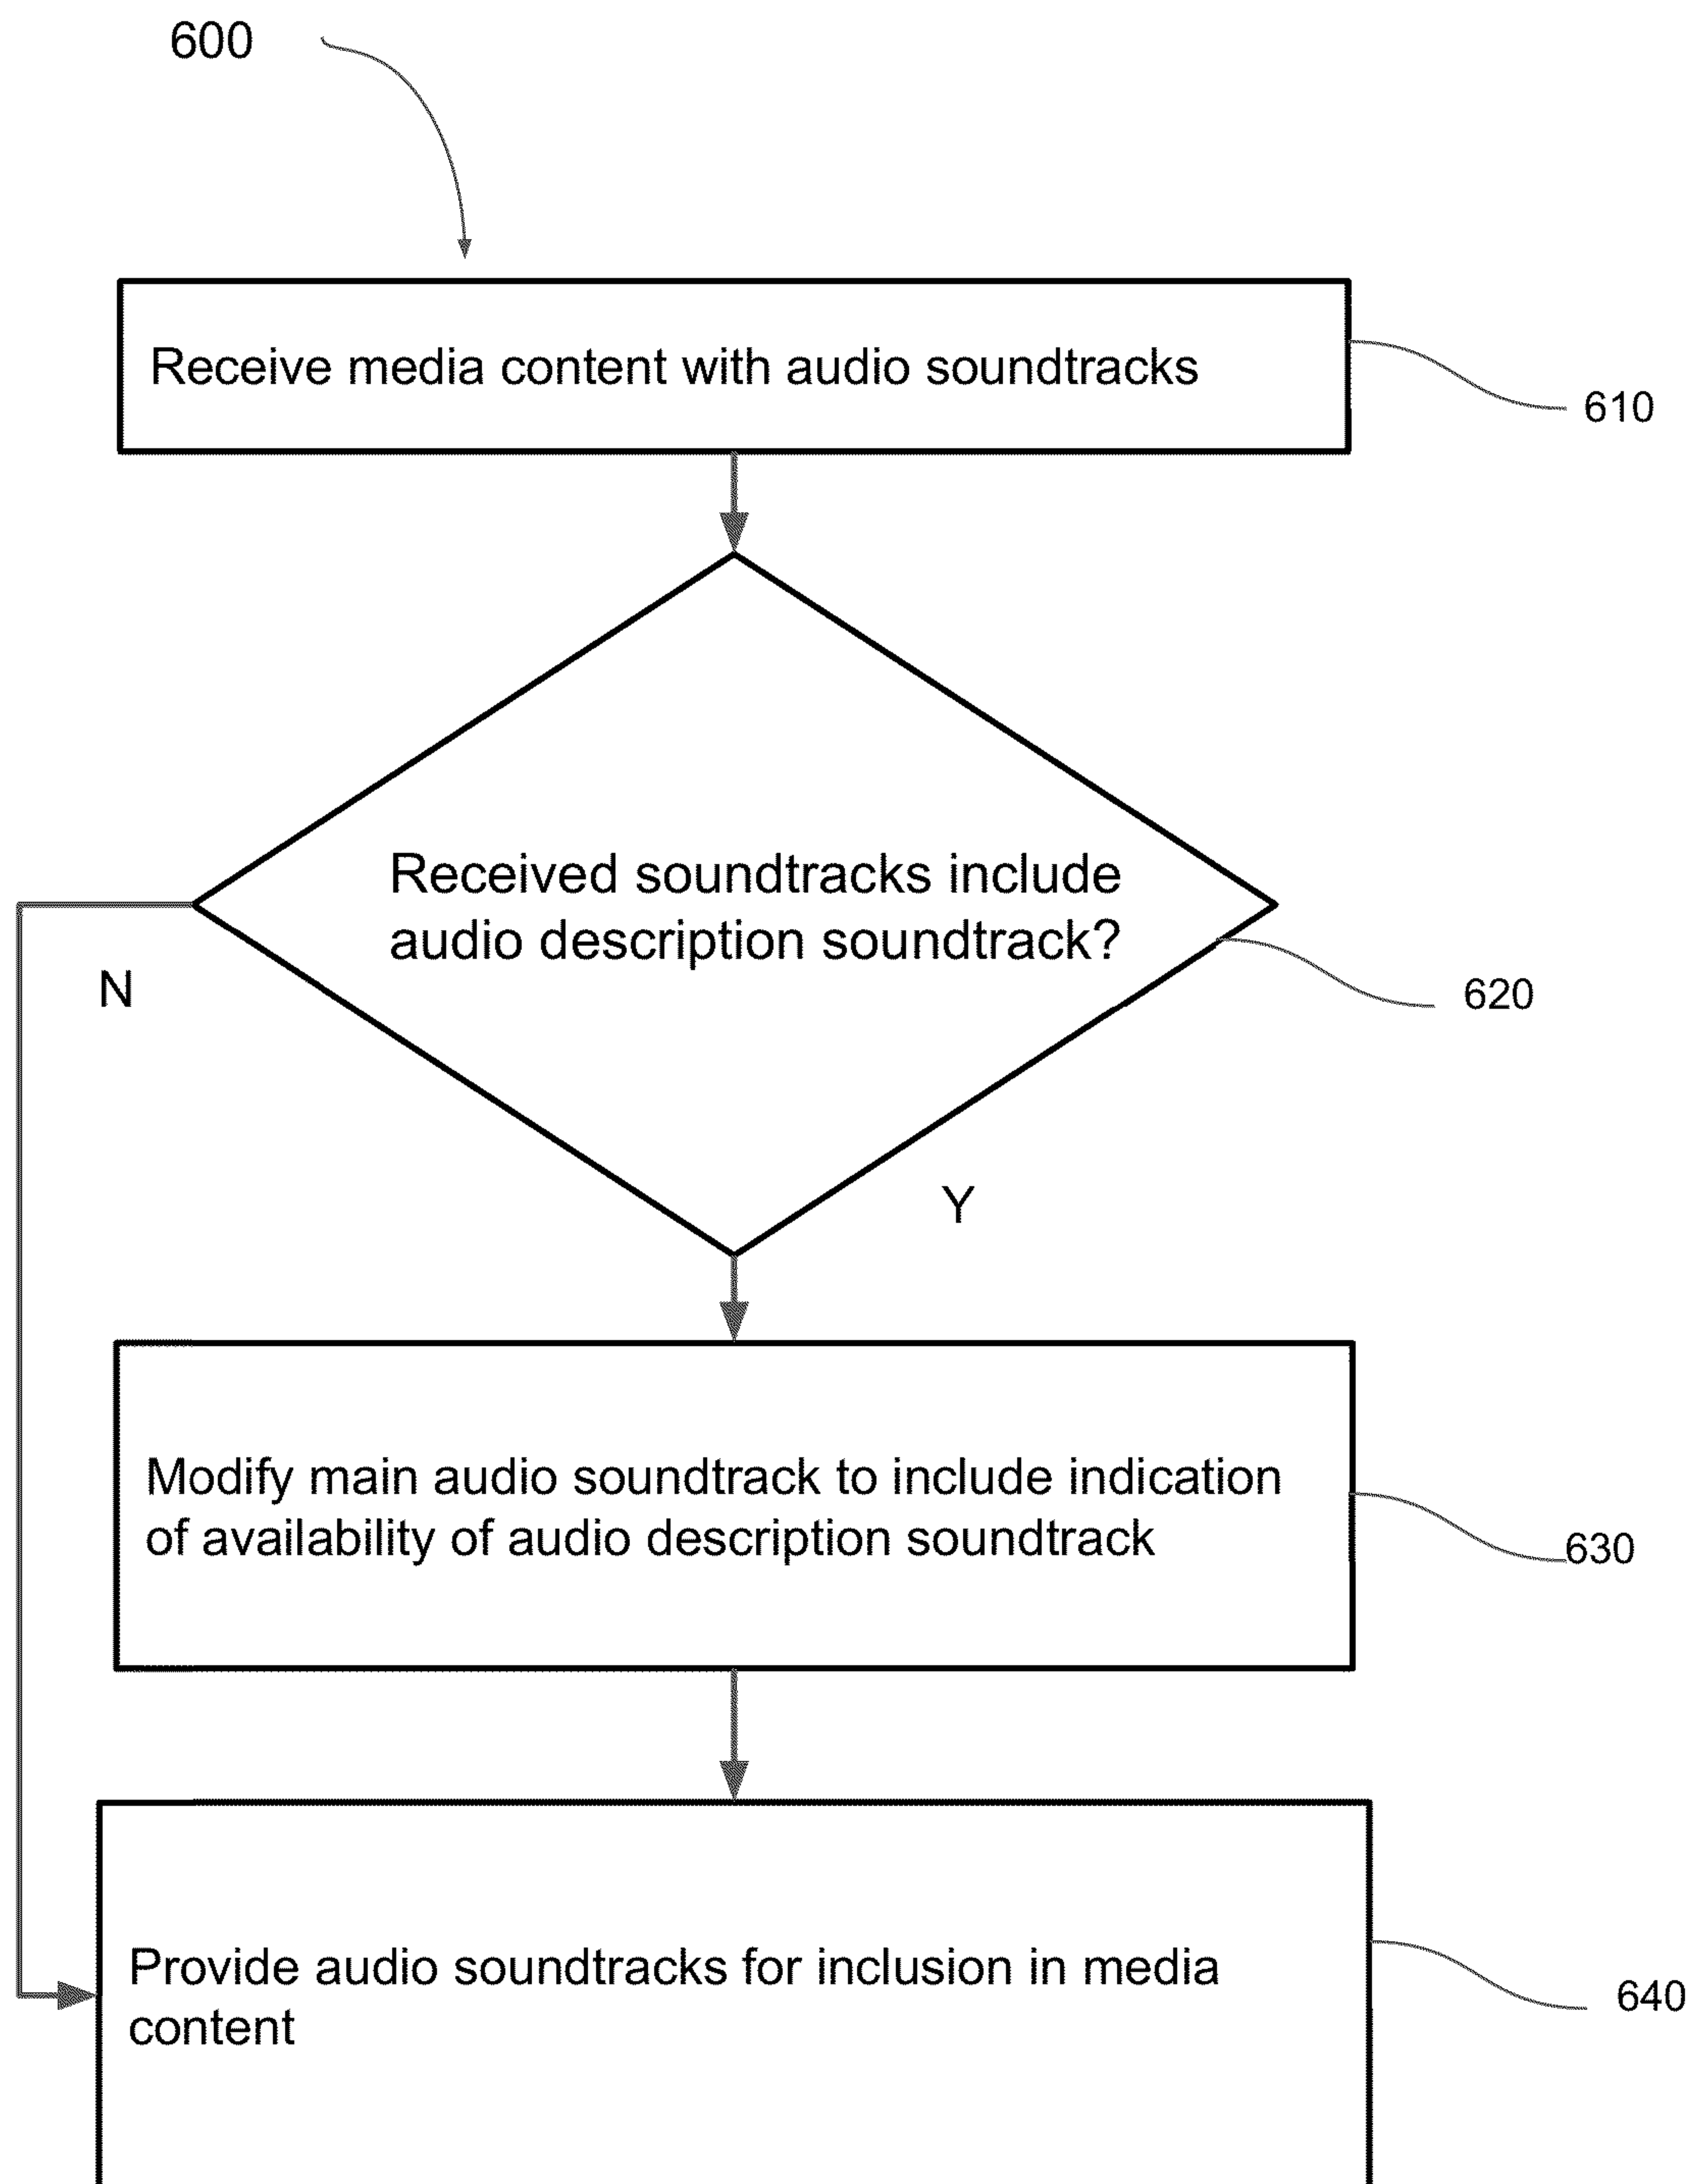 600
Receive media content with audio soundtracks
610
Received soundtracks include
audio description soundtrack?
N
620
Y
Modify main audio soundtrack to include indication
of availability of audio description soundtrack
630
Provide audio soundtracks for inclusion in media
content
640